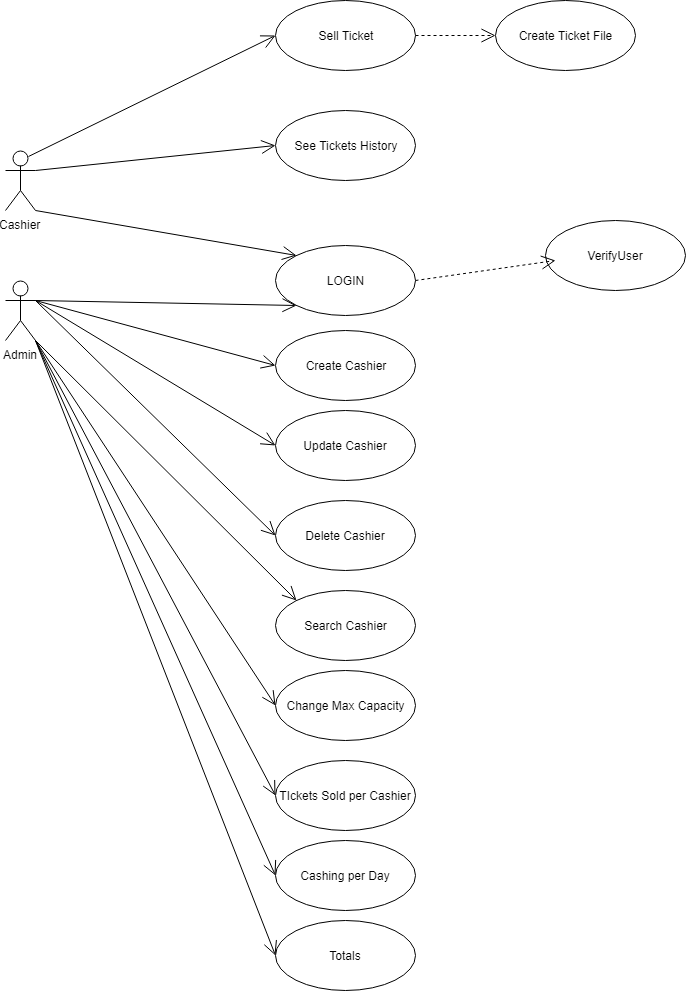 Sell Ticket
Create Ticket File
See Tickets History
Cashier
VerifyUser
LOGIN
Admin
Create Cashier
Update Cashier
Delete Cashier
Search Cashier
Change Max Capacity
TIckets Sold per Cashier
Cashing per Day
Totals